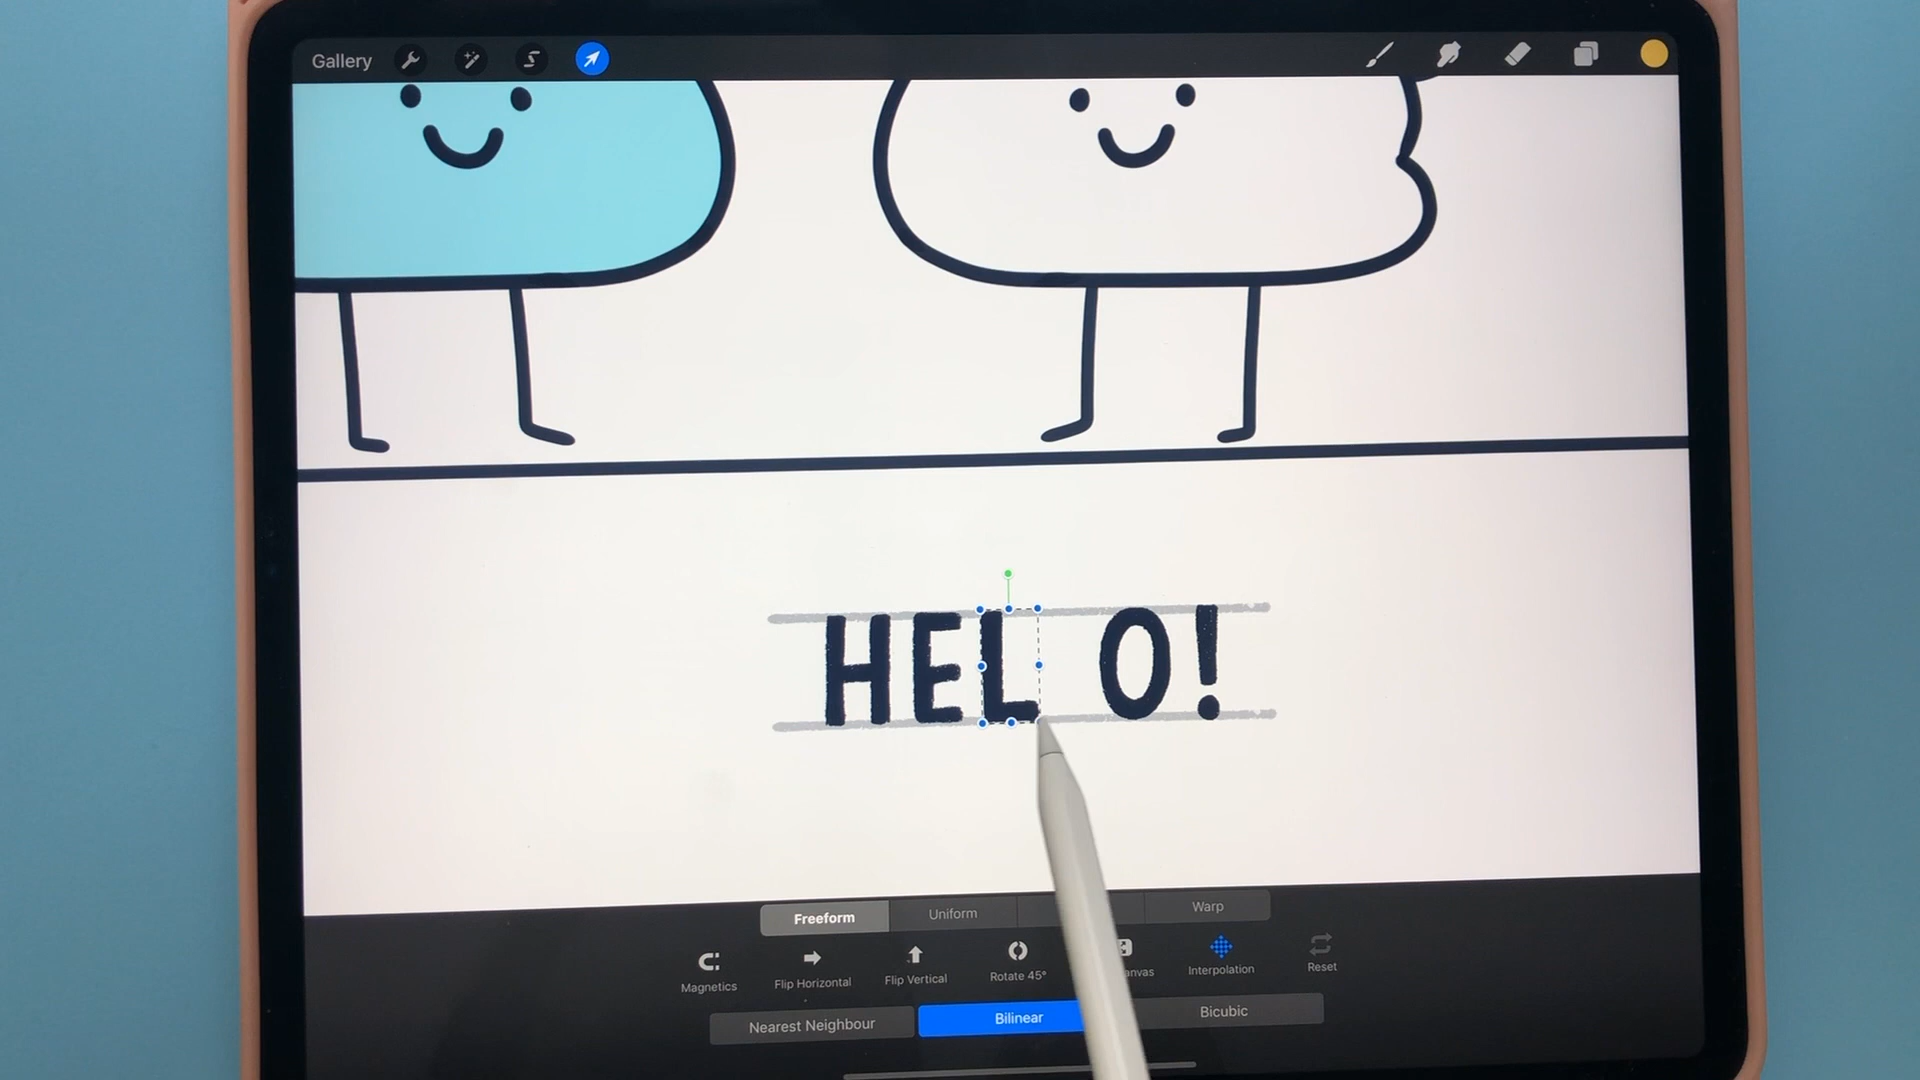 Gallery
HEL O!
Freeform Uniform Warp
Magnetics Flip Horizontal Flip Vertical Rotate 45° Interpolation Reset
Nearest Neighbour Bilinear Bicubic